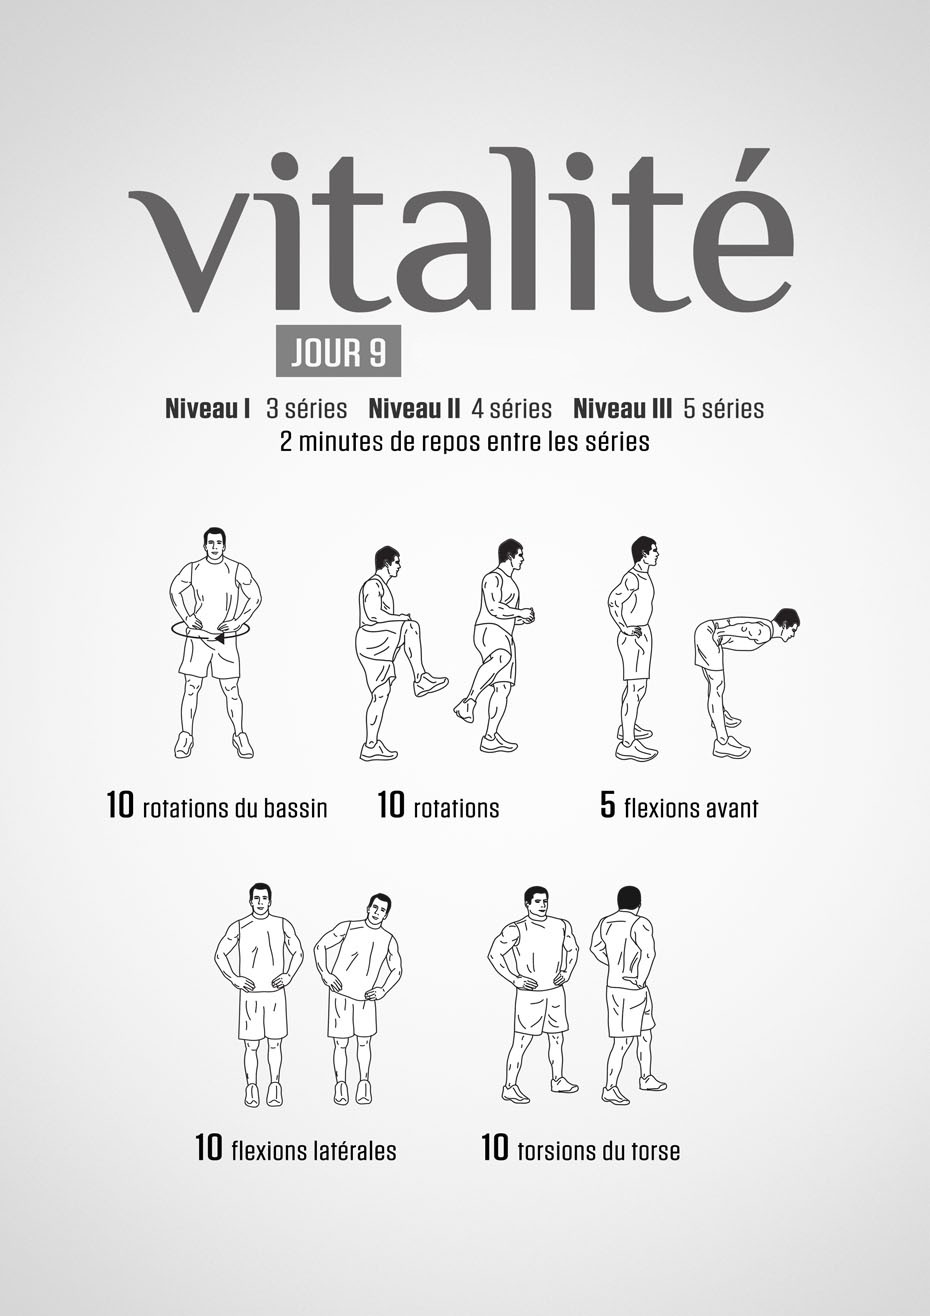 vitalité
JOUR 9
Niveau I 3 séries Niveau II 4 séries Niveau III 5 séries
2 minutes de repos entre les séries
10 rotations du bassin
10 rotations
5 flexions avant
10 flexions latérales
10 torsions du torse